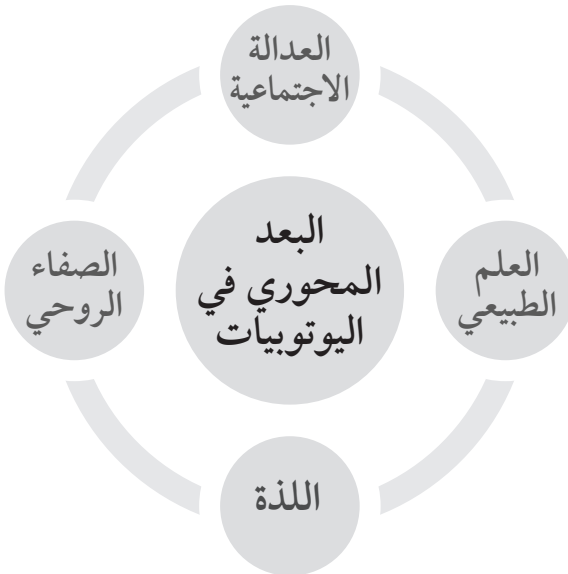 العدالة
الاجتماعية
البعد
المحوري في
اليوتوبيات
العلم
الطبيعي
الصفاء
الروحي
اللذة